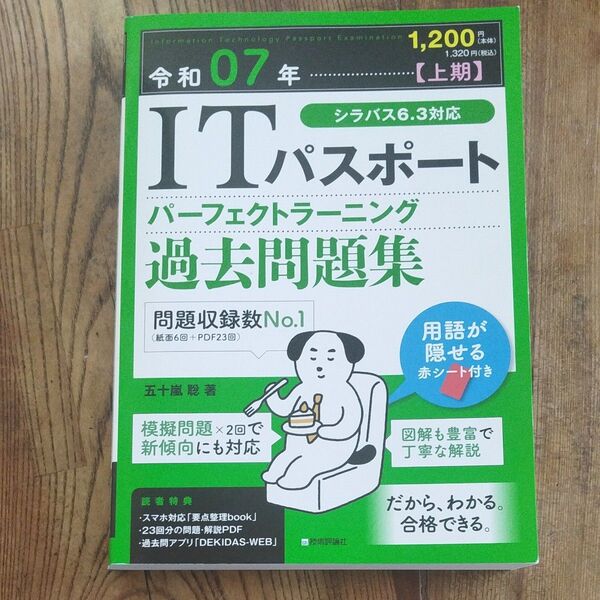 Information Technology Passport Examination
1,200円(本体)
1,320円(税込)
令和07年【上期】
シラバス6.3対応
ITパスポート
パーフェクトラーニング
過去問題集
問題収録数No.1
(紙面6回+PDF23回)
用語が
隠せる
赤シート付き
五十嵐 聡 著
模擬問題×2回で
新傾向にも対応
図解も豊富で
丁寧な解説
読者特典
・スマホ対応「要点整理book」
・23回分の問題・解説PDF
・過去問アプリ「DEKIDAS-WEB」
だから、わかる。
合格できる。
技術評論社